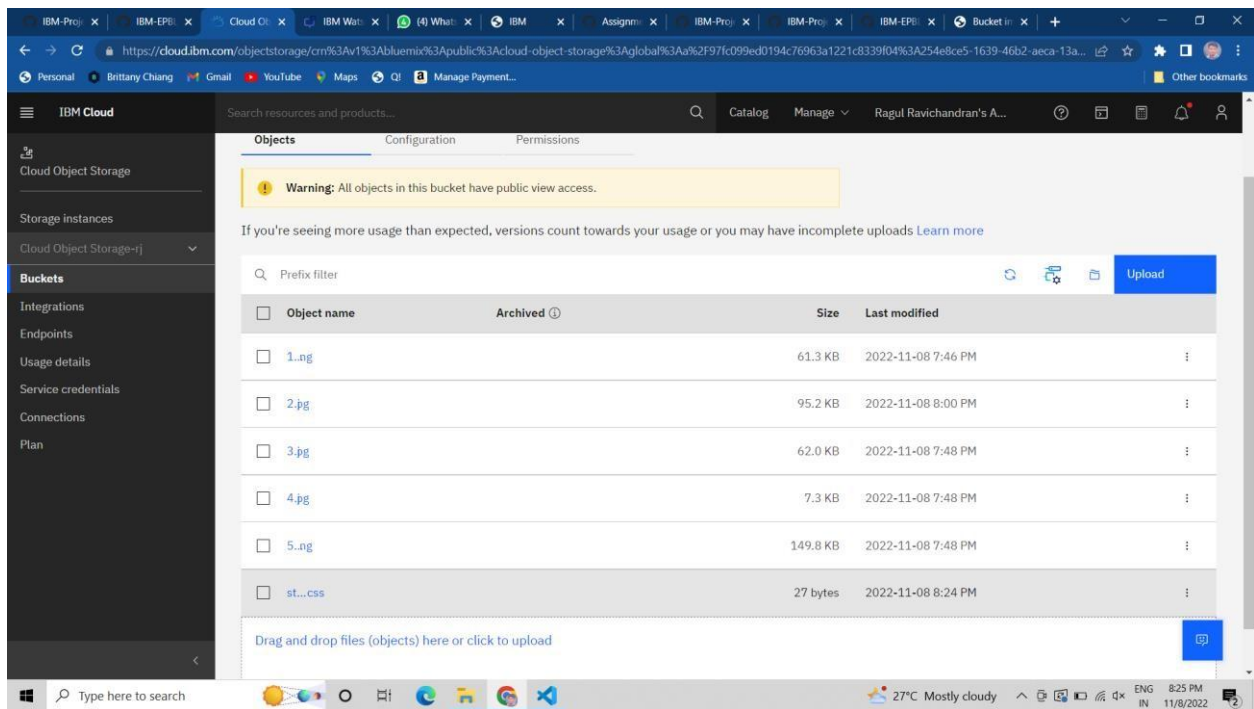 IBM-Proj
IBM-EPBL
Cloud Ob
IBM Wats
(4) Whats
IBM
Assignme
IBM-Proj
IBM-Proj
IBM-EPBL
Bucket in
https://cloud.ibm.com/objectstorage/crn%3Av1%3Abluemix%3Apublic%3Acloud-object-storage%3Aglobal%3Aa%2F97fc099ed0194c76963a1221c8339f04%3A254e8ce5-1639-46b2-aeca-13a...
Personal Brittany Chiang Gmail YouTube Maps Q! Manage Payment... Other bookmarks
IBM Cloud Search resources and products... Catalog Manage Ragul Ravichandran's A...
Cloud Object Storage
Storage instances
Cloud Object Storage-rj
Buckets
Integrations
Endpoints
Usage details
Service credentials
Connections
Plan
Objects Configuration Permissions
Warning: All objects in this bucket have public view access.
If you're seeing more usage than expected, versions count towards your usage or you may have incomplete uploads Learn more
Prefix filter Upload
Object name Archived Size Last modified
1..ng 61.3 KB 2022-11-08 7:46 PM
2.jpg 95.2 KB 2022-11-08 8:00 PM
3.jpg 62.0 KB 2022-11-08 7:48 PM
4.jpg 7.3 KB 2022-11-08 7:48 PM
5..ng 149.8 KB 2022-11-08 7:48 PM
st...css 27 bytes 2022-11-08 8:24 PM
Drag and drop files (objects) here or click to upload
Type here to search 27°C Mostly cloudy ENG 8:25 PM
IN 11/8/2022
2